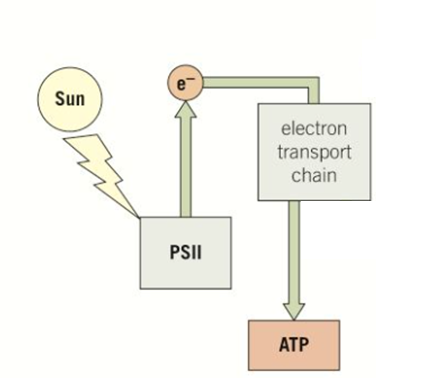 Sun
e⁻
electron
transport
chain
PSII
ATP